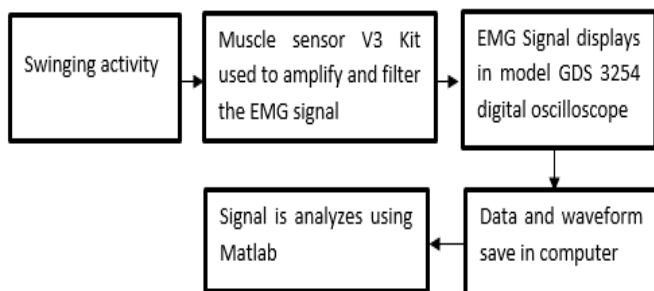 Swinging activity
Muscle sensor V3 Kit
used to amplify and filter
the EMG signal
EMG Signal displays
in model GDS 3254
digital oscilloscope
Data and waveform
save in computer
Signal is analyzes using
Matlab